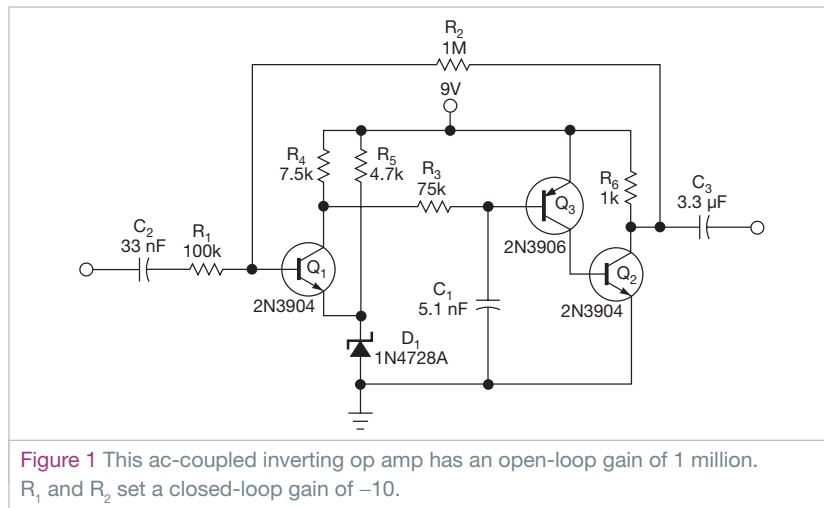 R2
1M
9V
R4
7.5k
R5
4.7k
R3
75k
R6
1k
C3
3.3 µF
Q3
2N3906
C2
33 nF
R1
100k
Q1
2N3904
Q2
2N3904
C1
5.1 nF
D1
1N4728A
Figure 1 This ac-coupled inverting op amp has an open-loop gain of 1 million.
R1 and R2 set a closed-loop gain of –10.